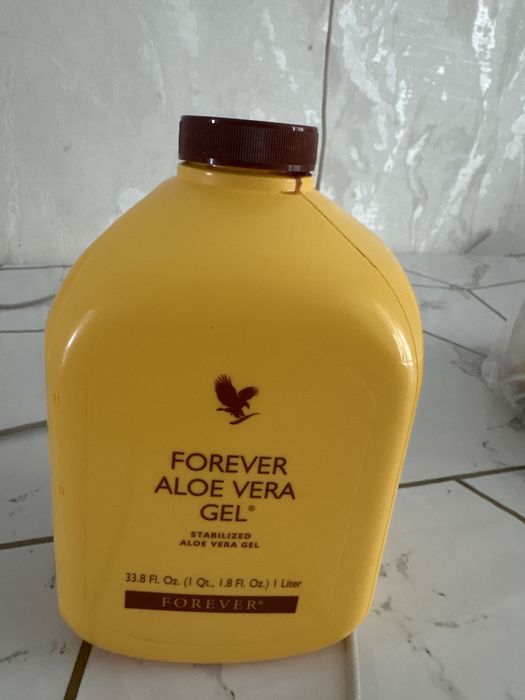 FOREVER
ALOE VERA
GEL®
STABILIZED
ALOE VERA GEL
33.8 Fl. Oz. (1 Qt., 1.8 Fl. Oz.) 1 Liter
FOREVER®